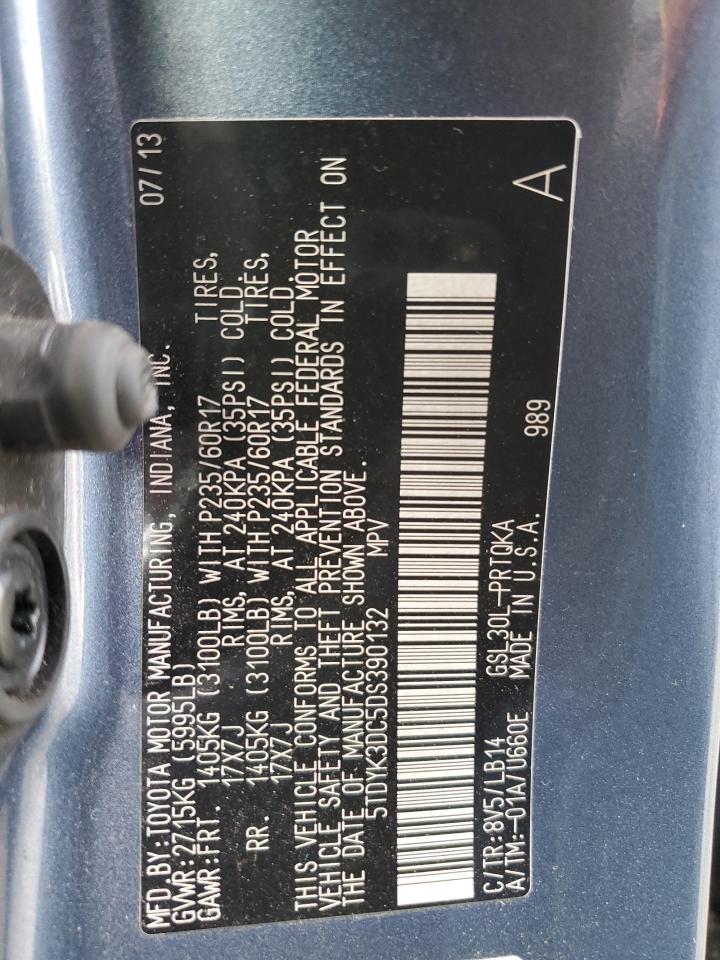 MFD. BY: TOYOTA MOTOR MANUFACTURING, INDIANA, INC. 07/13
GVWR: 2715KG (5995LB)
GAWR: FRT. 1405KG (3100LB) WITH P235/60R17 TIRES,
17X7J RIMS, AT 240KPA (35PSI) COLD.
RR. 1405KG (3100LB) WITH P235/60R17 TIRES,
17X7J RIMS, AT 240KPA (35PSI) COLD.
THIS VEHICLE CONFORMS TO ALL APPLICABLE FEDERAL MOTOR
VEHICLE SAFETY AND THEFT PREVENTION STANDARDS IN EFFECT ON
THE DATE OF MANUFACTURE SHOWN ABOVE.
5TDYK3DC5DS390132 MPV
C/TR: 8V5/LB14 GSL30L-PRTQKA
A/TM: -01A/U660E MADE IN U.S.A. 989 A